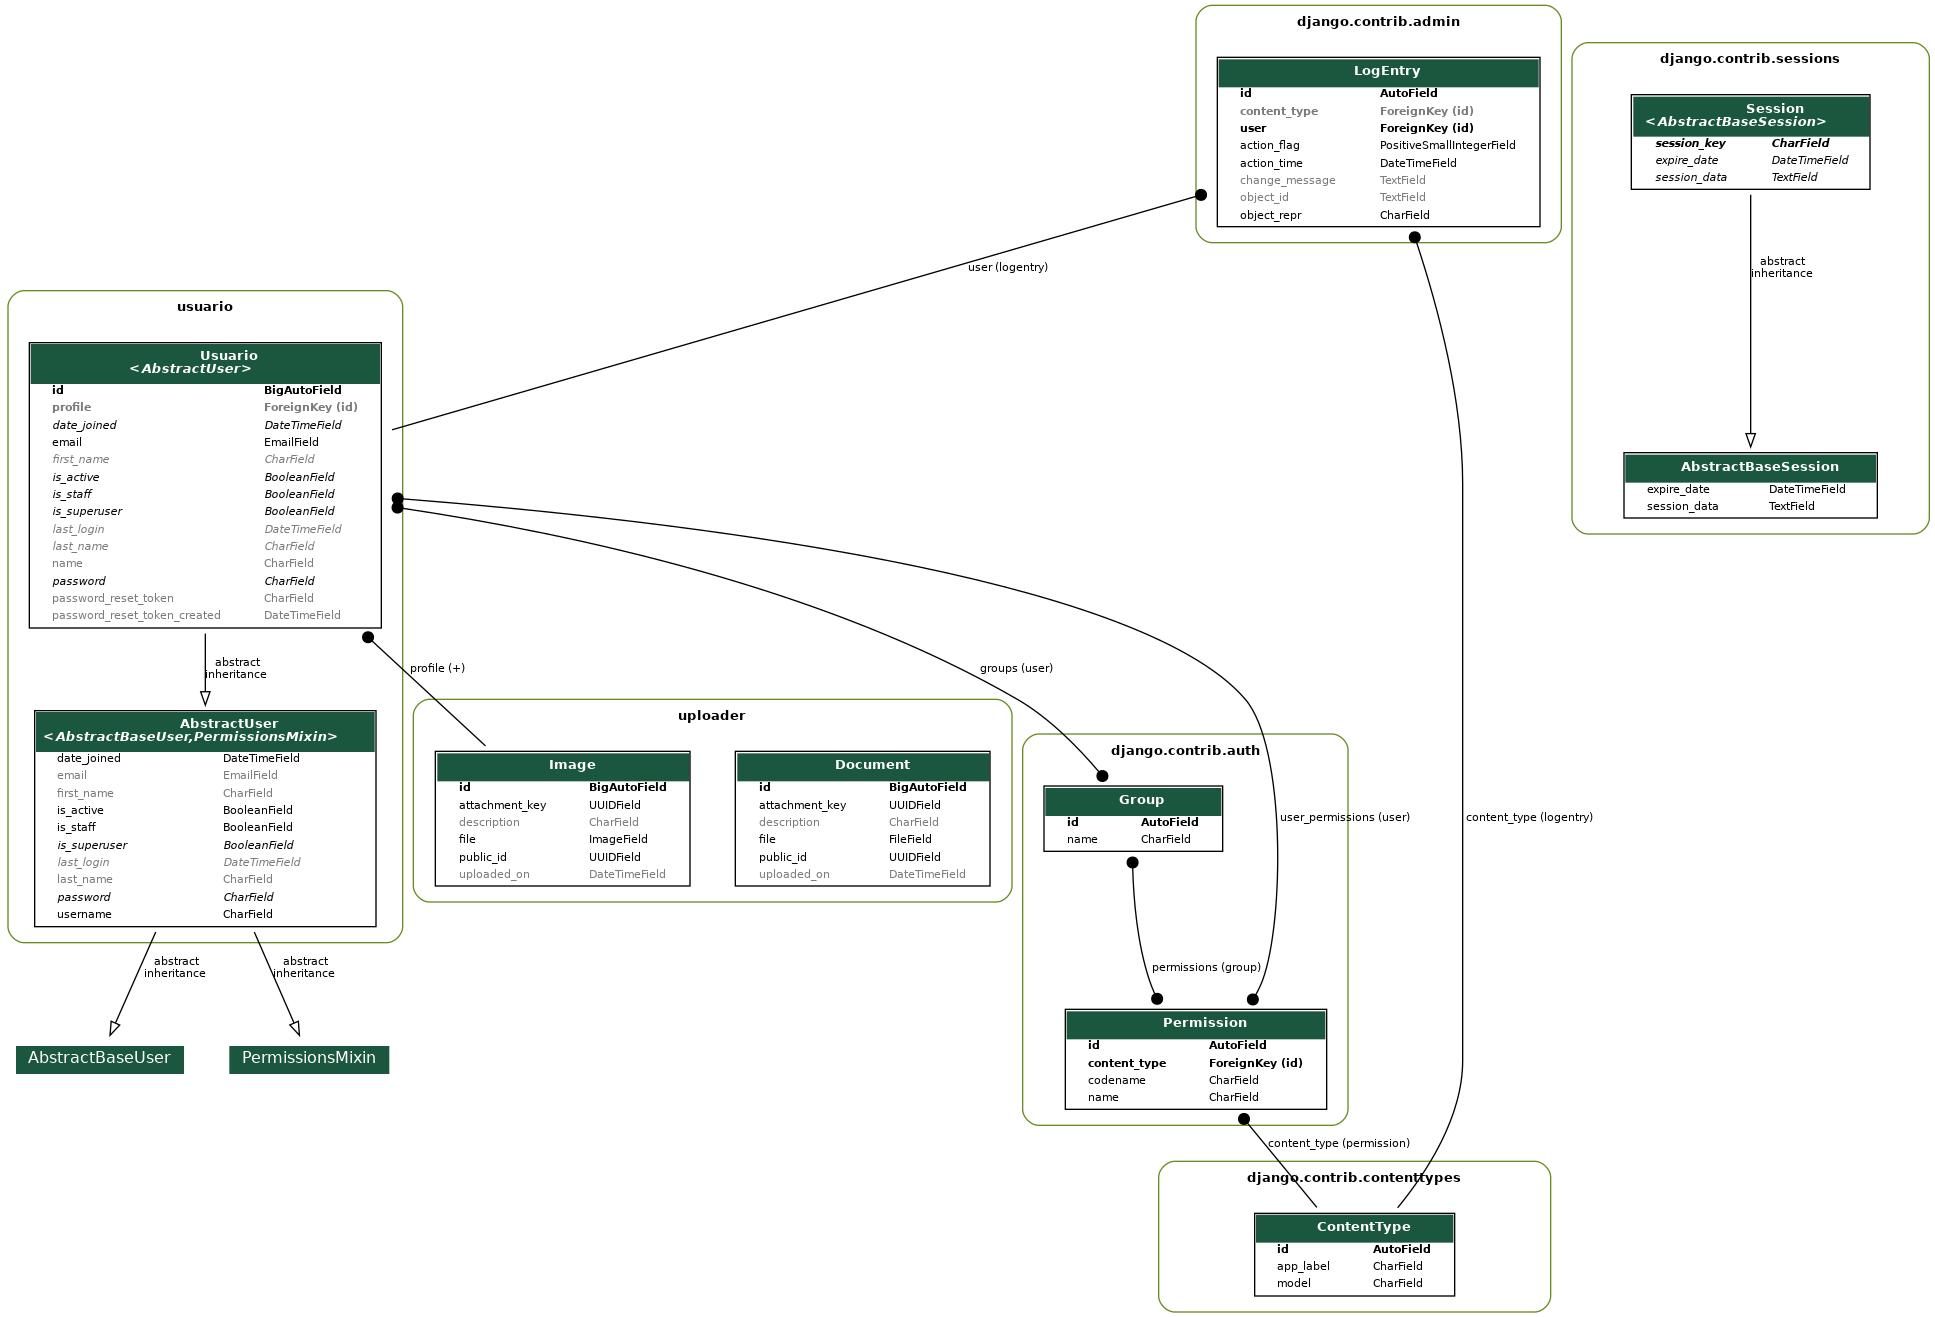 django.contrib.admin
LogEntry
id AutoField
content_type ForeignKey (id)
user ForeignKey (id)
action_flag PositiveSmallIntegerField
action_time DateTimeField
change_message TextField
object_id TextField
object_repr CharField
django.contrib.sessions
Session
<AbstractBaseSession>
session_key CharField
expire_date DateTimeField
session_data TextField
abstract
inheritance
AbstractBaseSession
expire_date DateTimeField
session_data TextField
user (logentry)
usuario
Usuario
<AbstractUser>
id BigAutoField
profile ForeignKey (id)
date_joined DateTimeField
email EmailField
first_name CharField
is_active BooleanField
is_staff BooleanField
is_superuser BooleanField
last_login DateTimeField
last_name CharField
name CharField
password CharField
password_reset_token CharField
password_reset_token_created DateTimeField
abstract
inheritance
profile (+)
groups (user)
AbstractUser
<AbstractBaseUser,PermissionsMixin>
date_joined DateTimeField
email EmailField
first_name CharField
is_active BooleanField
is_staff BooleanField
is_superuser BooleanField
last_login DateTimeField
last_name CharField
password CharField
username CharField
abstract
inheritance
abstract
inheritance
AbstractBaseUser
PermissionsMixin
uploader
Image
id BigAutoField
attachment_key UUIDField
description CharField
file ImageField
public_id UUIDField
uploaded_on DateTimeField
Document
id BigAutoField
attachment_key UUIDField
description CharField
file FileField
public_id UUIDField
uploaded_on DateTimeField
django.contrib.auth
Group
id AutoField
name CharField
user_permissions (user)
content_type (logentry)
permissions (group)
Permission
id AutoField
content_type ForeignKey (id)
codename CharField
name CharField
content_type (permission)
django.contrib.contenttypes
ContentType
id AutoField
app_label CharField
model CharField